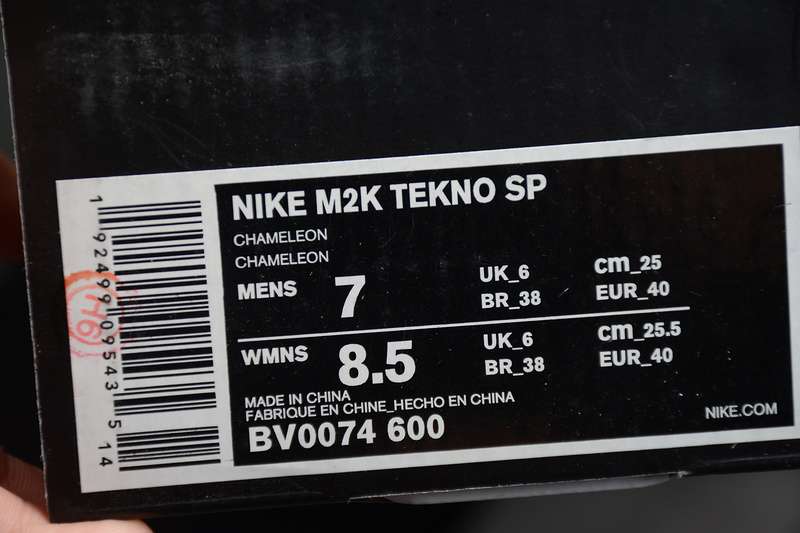 NIKE M2K TEKNO SP
CHAMELEON
CHAMELEON
MENS 7 UK_6 cm_25
BR_38 EUR_40
WMNS 8.5 UK_6 cm_25.5
BR_38 EUR_40
MADE IN CHINA
FABRIQUE EN CHINE_HECHO EN CHINA
BV0074 600
NIKE.COM
1 92499 09543 5 14
(H6)